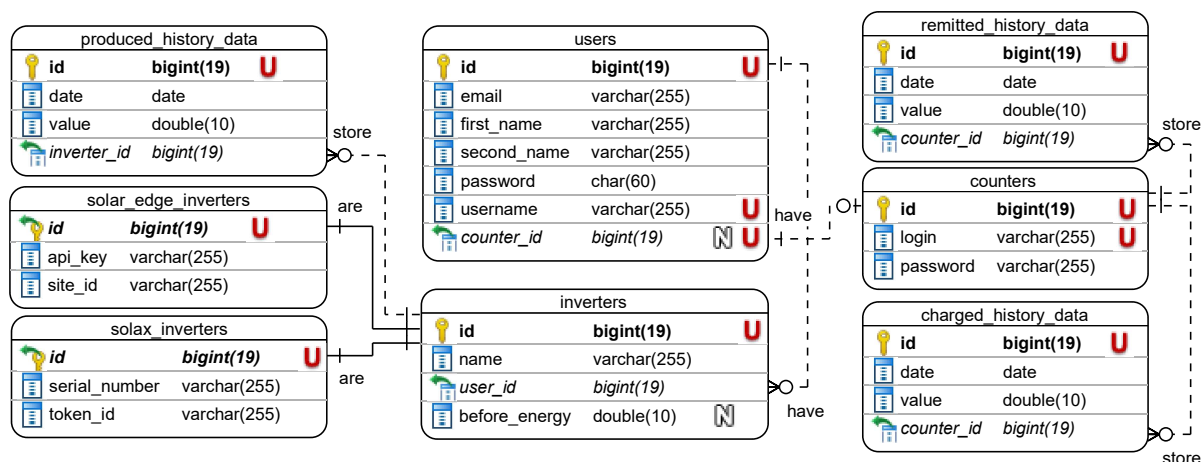 produced_history_data
id bigint(19) U
date date
value double(10)
inverter_id bigint(19)
store
solar_edge_inverters
are
id bigint(19) U
api_key varchar(255)
site_id varchar(255)
solax_inverters
id bigint(19) U
are
serial_number varchar(255)
token_id varchar(255)
users
id bigint(19) U
email varchar(255)
first_name varchar(255)
second_name varchar(255)
password char(60)
username varchar(255) U
have
counter_id bigint(19) N U
inverters
id bigint(19) U
name varchar(255)
user_id bigint(19)
have
before_energy double(10) N
remitted_history_data
id bigint(19) U
date date
value double(10)
store
counter_id bigint(19)
counters
id bigint(19) U
login varchar(255) U
password varchar(255)
charged_history_data
id bigint(19) U
date date
value double(10)
counter_id bigint(19)
store